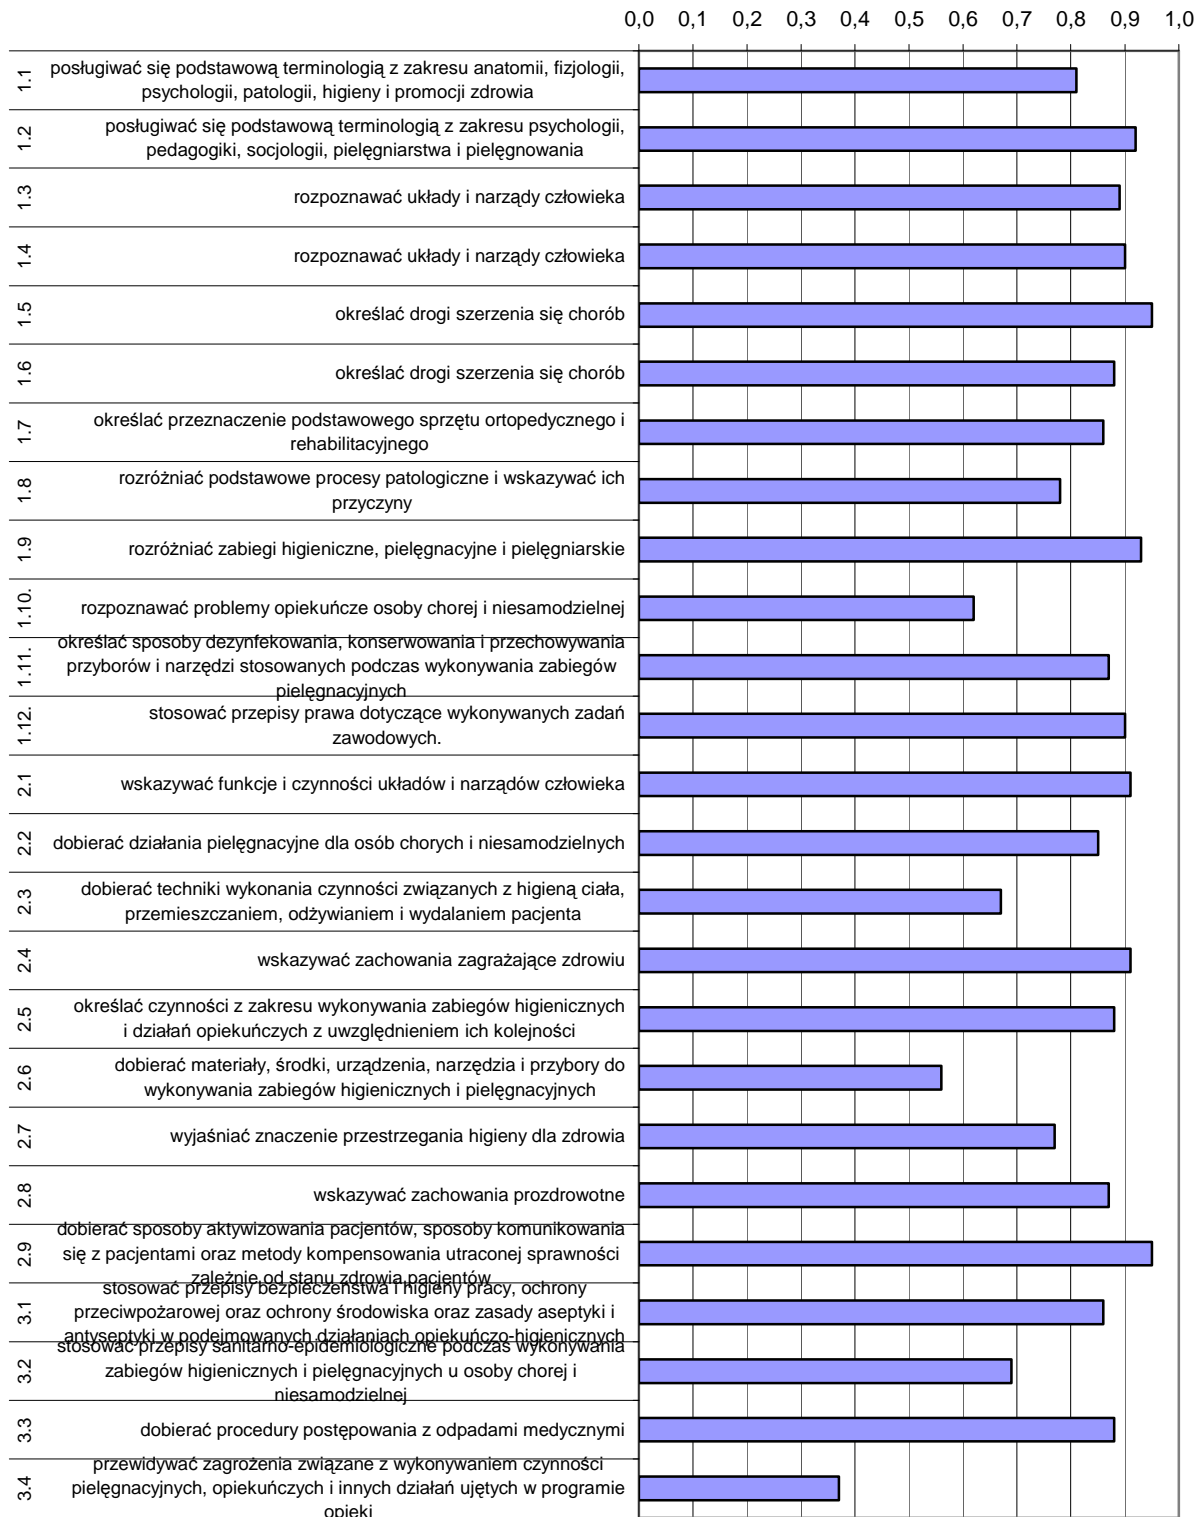 0,0 0,1 0,2 0,3 0,4 0,5 0,6 0,7 0,8 0,9 1,0
1.1
posługiwać się podstawową terminologią z zakresu anatomii, fizjologii,
psychologii, patologii, higieny i promocji zdrowia
1.2
posługiwać się podstawową terminologią z zakresu psychologii,
pedagogiki, socjologii, pielęgniarstwa i pielęgnowania
1.3
rozpoznawać układy i narządy człowieka
1.4
rozpoznawać układy i narządy człowieka
1.5
określać drogi szerzenia się chorób
1.6
określać drogi szerzenia się chorób
1.7
określać przeznaczenie podstawowego sprzętu ortopedycznego i
rehabilitacyjnego
1.8
rozróżniać podstawowe procesy patologiczne i wskazywać ich
przyczyny
1.9
rozróżniać zabiegi higieniczne, pielęgnacyjne i pielęgniarskie
1.10.
rozpoznawać problemy opiekuńcze osoby chorej i niesamodzielnej
1.11.
określać sposoby dezynfekowania, konserwowania i przechowywania
przyborów i narzędzi stosowanych podczas wykonywania zabiegów
pielęgnacyjnych
1.12.
stosować przepisy prawa dotyczące wykonywanych zadań
zawodowych.
2.1
wskazywać funkcje i czynności układów i narządów człowieka
2.2
dobierać działania pielęgnacyjne dla osób chorych i niesamodzielnych
2.3
dobierać techniki wykonania czynności związanych z higieną ciała,
przemieszczaniem, odżywianiem i wydalaniem pacjenta
2.4
wskazywać zachowania zagrażające zdrowiu
2.5
określać czynności z zakresu wykonywania zabiegów higienicznych
i działań opiekuńczych z uwzględnieniem ich kolejności
2.6
dobierać materiały, środki, urządzenia, narzędzia i przybory do
wykonywania zabiegów higienicznych i pielęgnacyjnych
2.7
wyjaśniać znaczenie przestrzegania higieny dla zdrowia
2.8
wskazywać zachowania prozdrowotne
2.9
dobierać sposoby aktywizowania pacjentów, sposoby komunikowania
się z pacjentami oraz metody kompensowania utraconej sprawności
zależnie od stanu zdrowia pacjentów
3.1
stosować przepisy bezpieczeństwa i higieny pracy, ochrony
przeciwpożarowej oraz ochrony środowiska oraz zasady aseptyki i
antyseptyki w podejmowanych działaniach opiekuńczo-higienicznych
3.2
stosować przepisy sanitarno-epidemiologiczne podczas wykonywania
zabiegów higienicznych i pielęgnacyjnych u osoby chorej i
niesamodzielnej
3.3
dobierać procedury postępowania z odpadami medycznymi
3.4
przewidywać zagrożenia związane z wykonywaniem czynności
pielęgnacyjnych, opiekuńczych i innych działań ujętych w programie
opieki